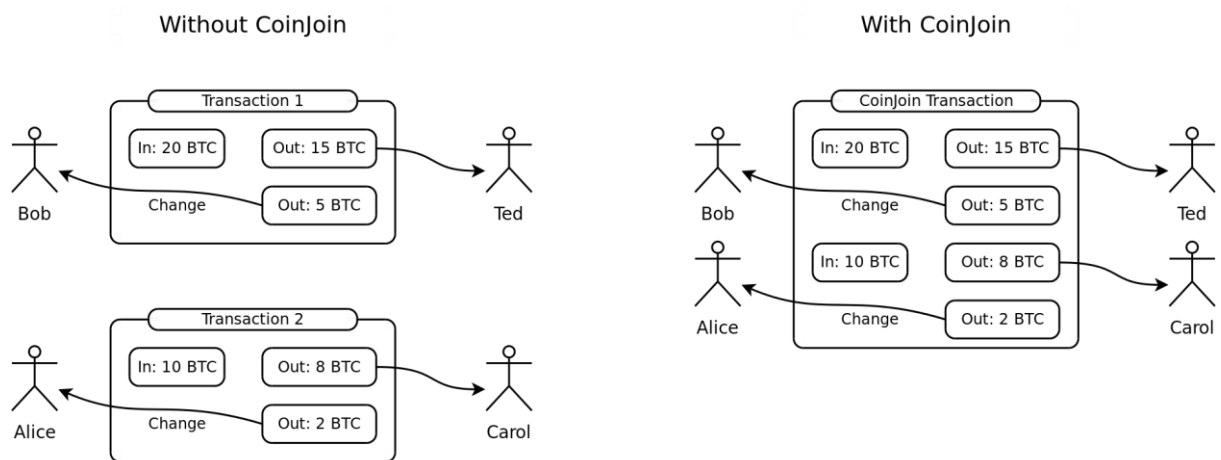 Without CoinJoin
Transaction 1
In: 20 BTC
Out: 15 BTC
Out: 5 BTC
Change
Bob
Ted
Transaction 2
In: 10 BTC
Out: 8 BTC
Out: 2 BTC
Change
Alice
Carol
With CoinJoin
CoinJoin Transaction
In: 20 BTC
Out: 15 BTC
Out: 5 BTC
Change
Bob
Ted
In: 10 BTC
Out: 8 BTC
Out: 2 BTC
Change
Alice
Carol